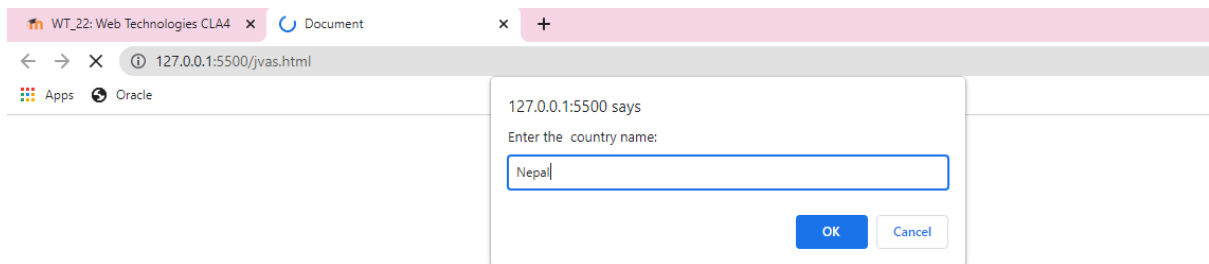 WT_22: Web Technologies CLA4 Document
127.0.0.1:5500/jvas.html
Apps Oracle
127.0.0.1:5500 says
Enter the  country name:
Nepal
OK Cancel